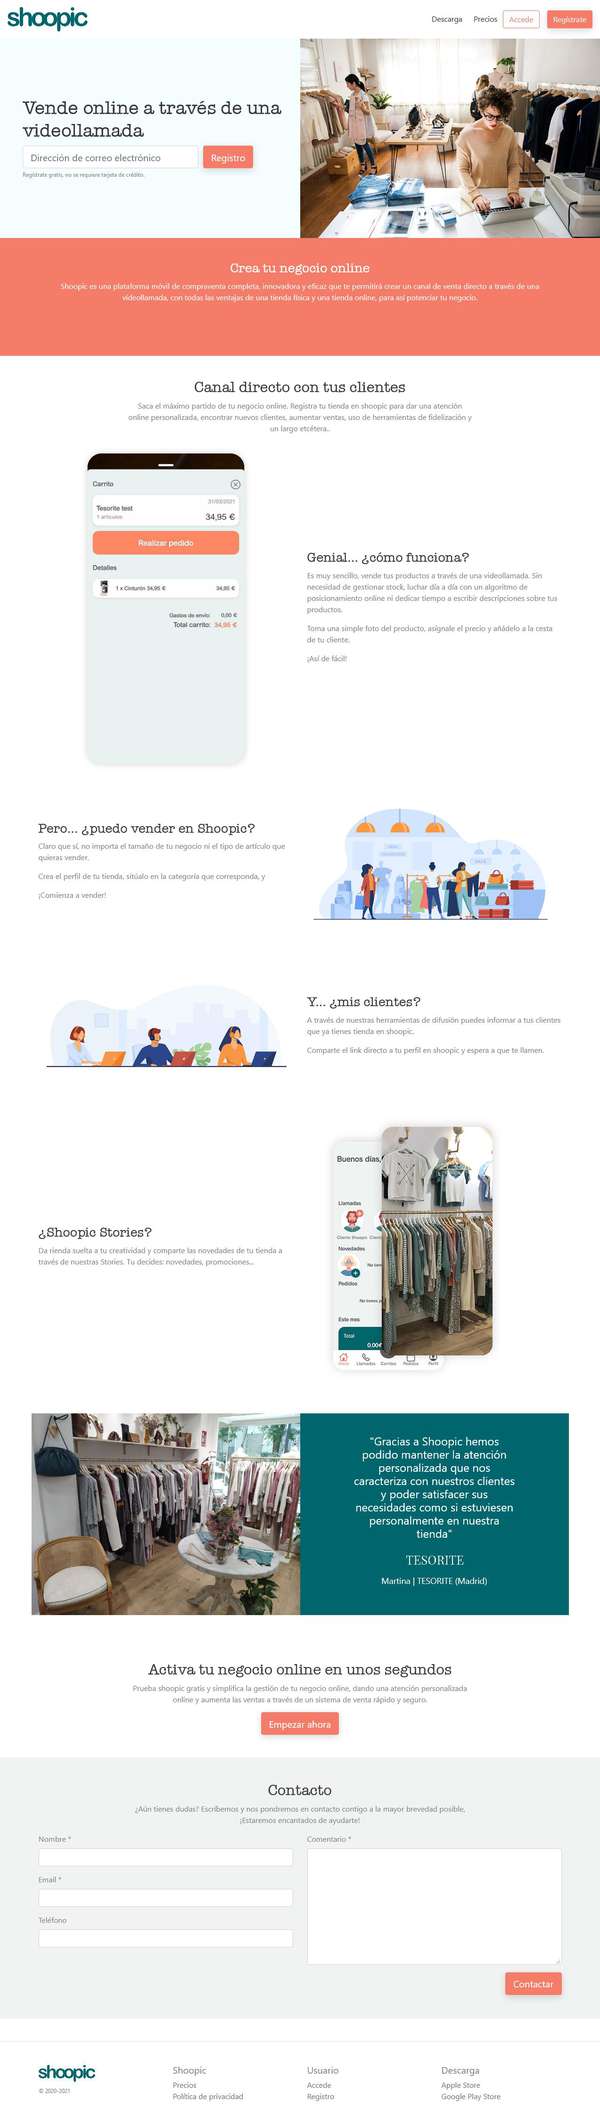 shoopic
Descarga Precios Accede Regístrate
Vende online a través de una
videollamada
Dirección de correo electrónico Registro
Regístrate gratis, no se requiere tarjeta de crédito.
Crea tu negocio online
Shoopic es una plataforma móvil de compraventa completa, innovadora y eficaz que te permitirá crear un canal de venta directo a través de una
videollamada, con todas las ventajas de una tienda física y una tienda online, para así potenciar tu negocio.
Canal directo con tus clientes
Saca el máximo partido de tu negocio online. Registra tu tienda en shoopic para dar una atención
online personalizada, encontrar nuevos clientes, aumentar ventas, uso de herramientas de fidelización y
un largo etcétera..
Carrito
31/03/2021
Tesorite test
1 artículos 34,95 €
Realizar pedido
Detalles
1 x Cinturón 34,95 € 34,95 €
Gastos de envío: 0,00 €
Total carrito: 34,95 €
Genial... ¿cómo funciona?
Es muy sencillo, vende tus productos a través de una videollamada. Sin
necesidad de gestionar stock, luchar día a día con un algoritmo de
posicionamiento online ni dedicar tiempo a escribir descripciones sobre tus
productos.
Toma una simple foto del producto, asígnale el precio y añádelo a la cesta
de tu cliente.
¡Así de fácil!
Pero... ¿puedo vender en Shoopic?
Claro que sí, no importa el tamaño de tu negocio ni el tipo de artículo que
quieras vender.
Crea el perfil de tu tienda, sitúalo en la categoría que corresponda, y
¡Comienza a vender!
Y... ¿mis clientes?
A través de nuestras herramientas de difusión puedes informar a tus clientes
que ya tienes tienda en shoopic.
Comparte el link directo a tu perfil en shoopic y espera a que te llamen.
¿Shoopic Stories?
Da rienda suelta a tu creatividad y comparte las novedades de tu tienda a
través de nuestras Stories. Tu decides: novedades, promociones...
Buenos días,
Llamadas
Cliente Shoopic
Novedades
No tien
Pedidos
No tienes
Este mes
Total
0.00€
Inicio Llamadas Carritos Pedidos Perfil
"Gracias a Shoopic hemos
podido mantener la atención
personalizada que nos
caracteriza con nuestros clientes
y poder satisfacer sus
necesidades como si estuviesen
personalmente en nuestra
tienda"
TESORITE
Martina | TESORITE (Madrid)
Activa tu negocio online en unos segundos
Prueba shoopic gratis y simplifica la gestión de tu negocio online, dando una atención personalizada
online y aumenta las ventas a través de un sistema de venta rápido y seguro.
Empezar ahora
Contacto
¿Aún tienes dudas? Escríbemos y nos pondremos en contacto contigo a la mayor brevedad posible,
¡Estaremos encantados de ayudarte!
Nombre *
Email *
Teléfono
Comentario *
Contactar
shoopic
© 2020-2021
Shoopic
Precios
Política de privacidad
Usuario
Accede
Registro
Descarga
Apple Store
Google Play Store